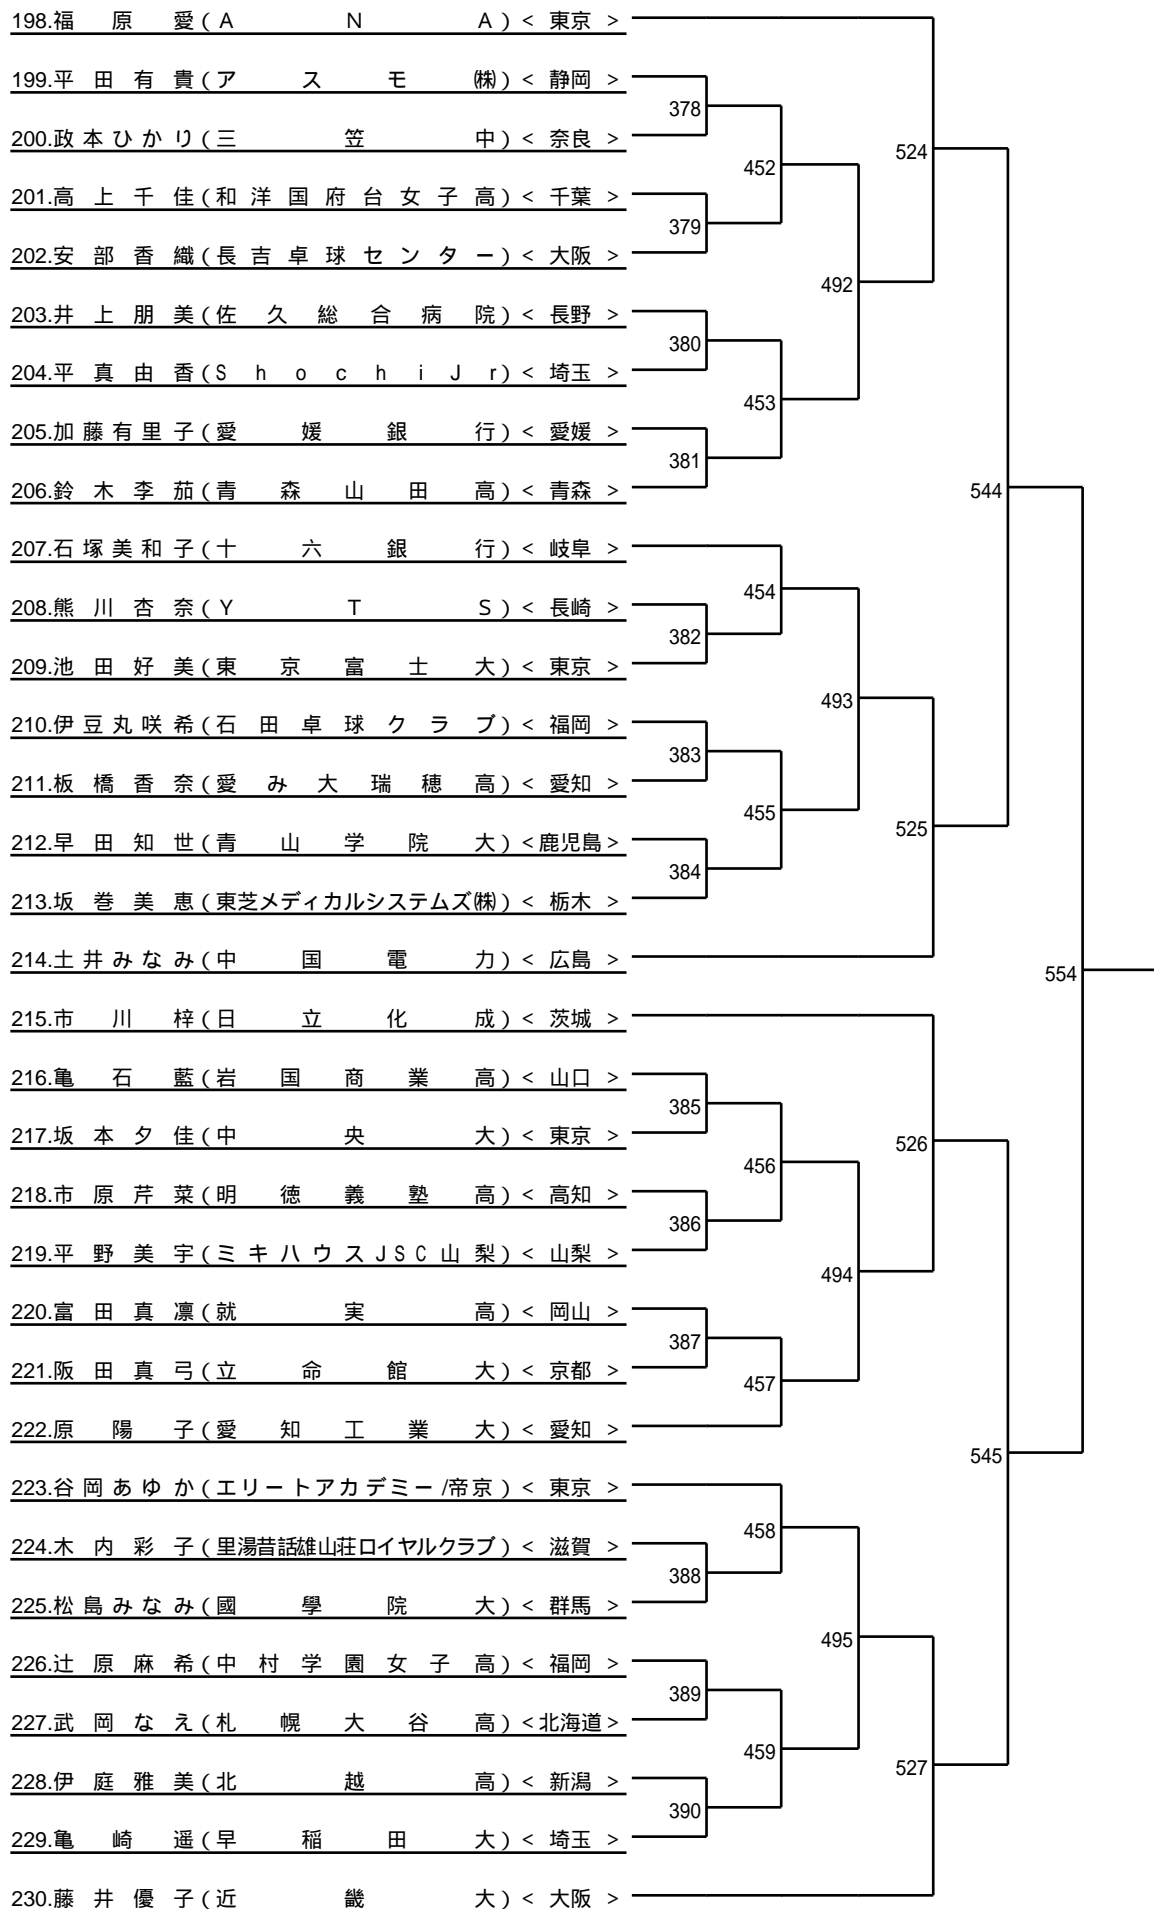 198.福原愛(ANA)< 東京 >
199.平田有貴(アスモ㈱)< 静岡 >
378
200.政本ひかり(三笠中)< 奈良 >
524
452
201.高上千佳(和洋国府台女子高)< 千葉 >
379
202.安部香織(長吉卓球センター)< 大阪 >
492
203.井上朋美(佐久総合病院)< 長野 >
380
204.平真由香(ShochiJr)< 埼玉 >
453
205.加藤有里子(愛媛銀行)< 愛媛 >
381
206.鈴木李茄(青森山田高)< 青森 >
544
207.石塚美和子(十六銀行)< 岐阜 >
454
208.熊川杏奈(YTS)< 長崎 >
382
209.池田好美(東京富士大)< 東京 >
493
210.伊豆丸咲希(石田卓球クラブ)< 福岡 >
383
211.板橋香奈(愛み大瑞穂高)< 愛知 >
455
525
212.早田知世(青山学院大)<鹿児島>
384
213.坂巻美恵(東芝メディカルシステムズ㈱)< 栃木 >
214.土井みなみ(中国電力)< 広島 >
554
215.市川梓(日立化成)< 茨城 >
216.亀石藍(岩国商業高)< 山口 >
385
217.坂本夕佳(中央大)< 東京 >
526
456
218.市原芹菜(明徳義塾高)< 高知 >
386
219.平野美宇(ミキハウスJSC山梨)< 山梨 >
494
220.富田真凛(就実高)< 岡山 >
387
221.阪田真弓(立命館大)< 京都 >
457
222.原陽子(愛知工業大)< 愛知 >
545
223.谷岡あゆか(エリートアカデミー/帝京)< 東京 >
458
224.木内彩子(里湯昔話雄山荘ロイヤルクラブ)< 滋賀 >
388
225.松島みなみ(國學院大)< 群馬 >
495
226.辻原麻希(中村学園女子高)< 福岡 >
389
227.武岡なえ(札幌大谷高)<北海道>
459
527
228.伊庭雅美(北越高)< 新潟 >
390
229.亀崎遥(早稲田大)< 埼玉 >
230.藤井優子(近畿大)< 大阪 >